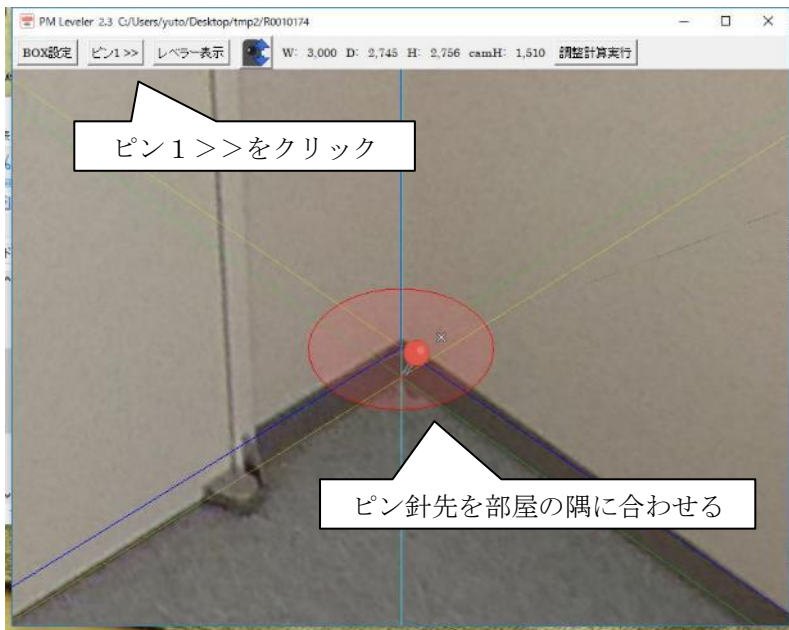 PM Leveler 2.3 C:/Users/yuto/Desktop/tmp2/R0010174
BOX設定 ピン1 >> レベラー表示 W: 3,000 D: 2,745 H: 2,756 camH: 1,510 調整計算実行
ピン１＞＞をクリック
ピン針先を部屋の隅に合わせる